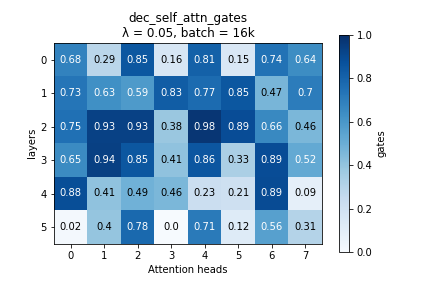 dec_self_attn_gates
λ = 0.05, batch = 16k
0 0.68 0.29 0.85 0.16 0.81 0.15 0.74 0.64
1 0.73 0.63 0.59 0.83 0.77 0.85 0.47 0.7
2 0.75 0.93 0.93 0.38 0.98 0.89 0.66 0.46
3 0.65 0.94 0.85 0.41 0.86 0.33 0.89 0.52
4 0.88 0.41 0.49 0.46 0.23 0.21 0.89 0.09
5 0.02 0.4 0.78 0.0 0.71 0.12 0.56 0.31
0 1 2 3 4 5 6 7
Attention heads
layers
1.0
0.8
0.6
0.4
0.2
0.0
gates